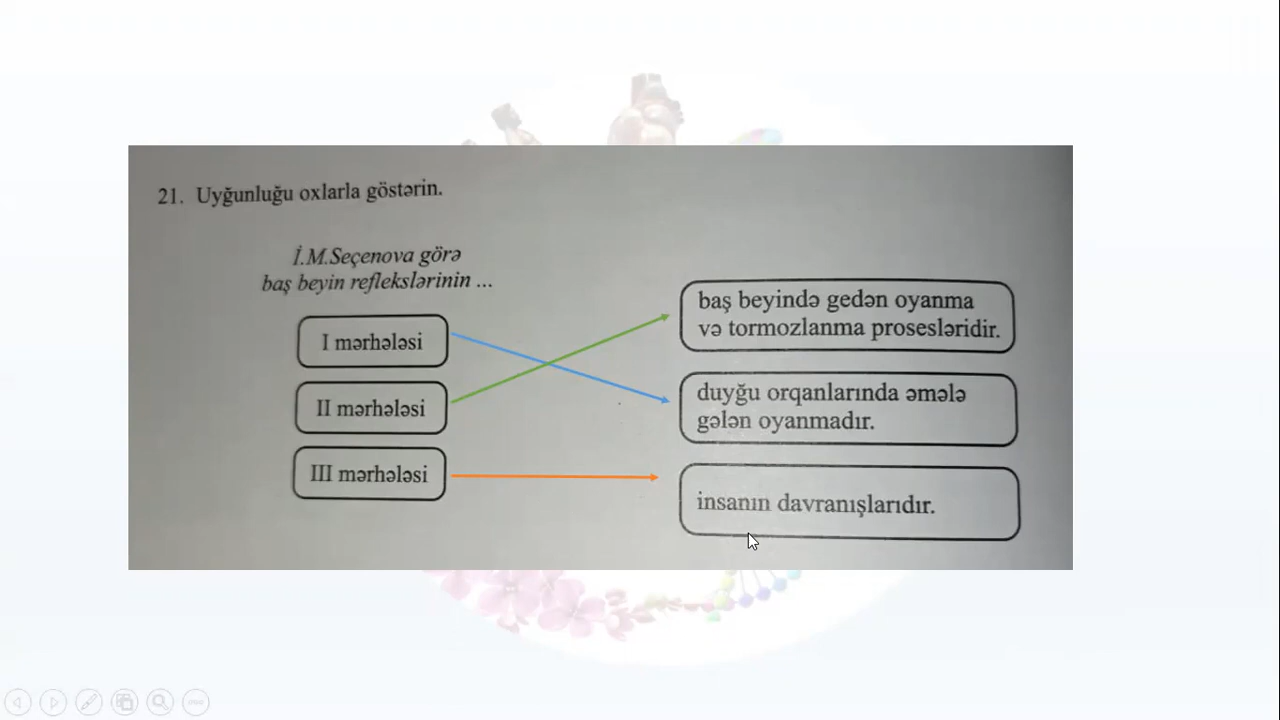 21. Uyğunluğu oxlarla göstərin.
İ.M.Seçenova görə
baş beyin reflekslərinin ...
I mərhələsi
II mərhələsi
III mərhələsi
baş beyində gedən oyanma
və tormozlanma prosesləridir.
duyğu orqanlarında əmələ
gələn oyanmadır.
insanın davranışlarıdır.